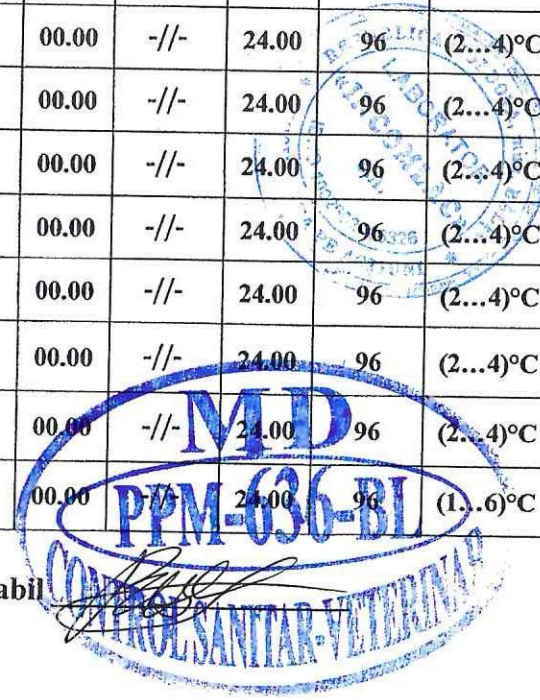 00.00 -//- 24.00 96 (2...4)°C
00.00 -//- 24.00 96 (2...4)°C
00.00 -//- 24.00 96 (2...4)°C
00.00 -//- 24.00 96 (2...4)°C
00.00 -//- 24.00 96 (2...4)°C
00.00 -//- 24.00 96 (2...4)°C
00.00 -//- 24.00 96 (2...4)°C
00.00 -//- 24.00 96 (1...6)°C
abil
MD
PPM-636-BL
CONTROL SANITAR-VETERINAR
LABORATOR